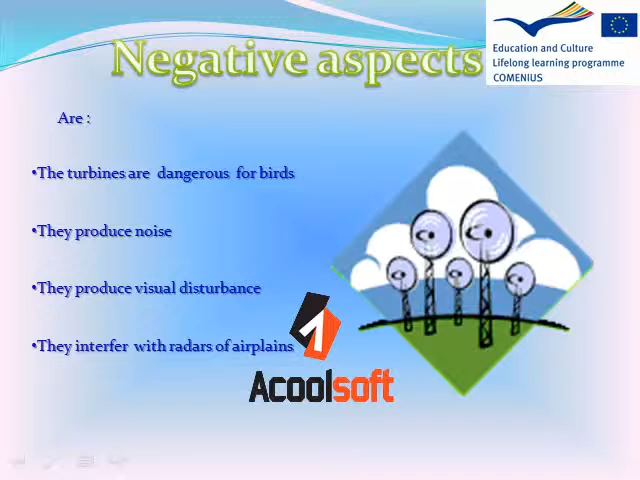 Negative aspects
Education and Culture
Lifelong learning programme
COMENIUS
Are :
•The turbines are dangerous for birds
•They produce noise
•They produce visual disturbance
•They interfer with radars of airplains
Acoolsoft